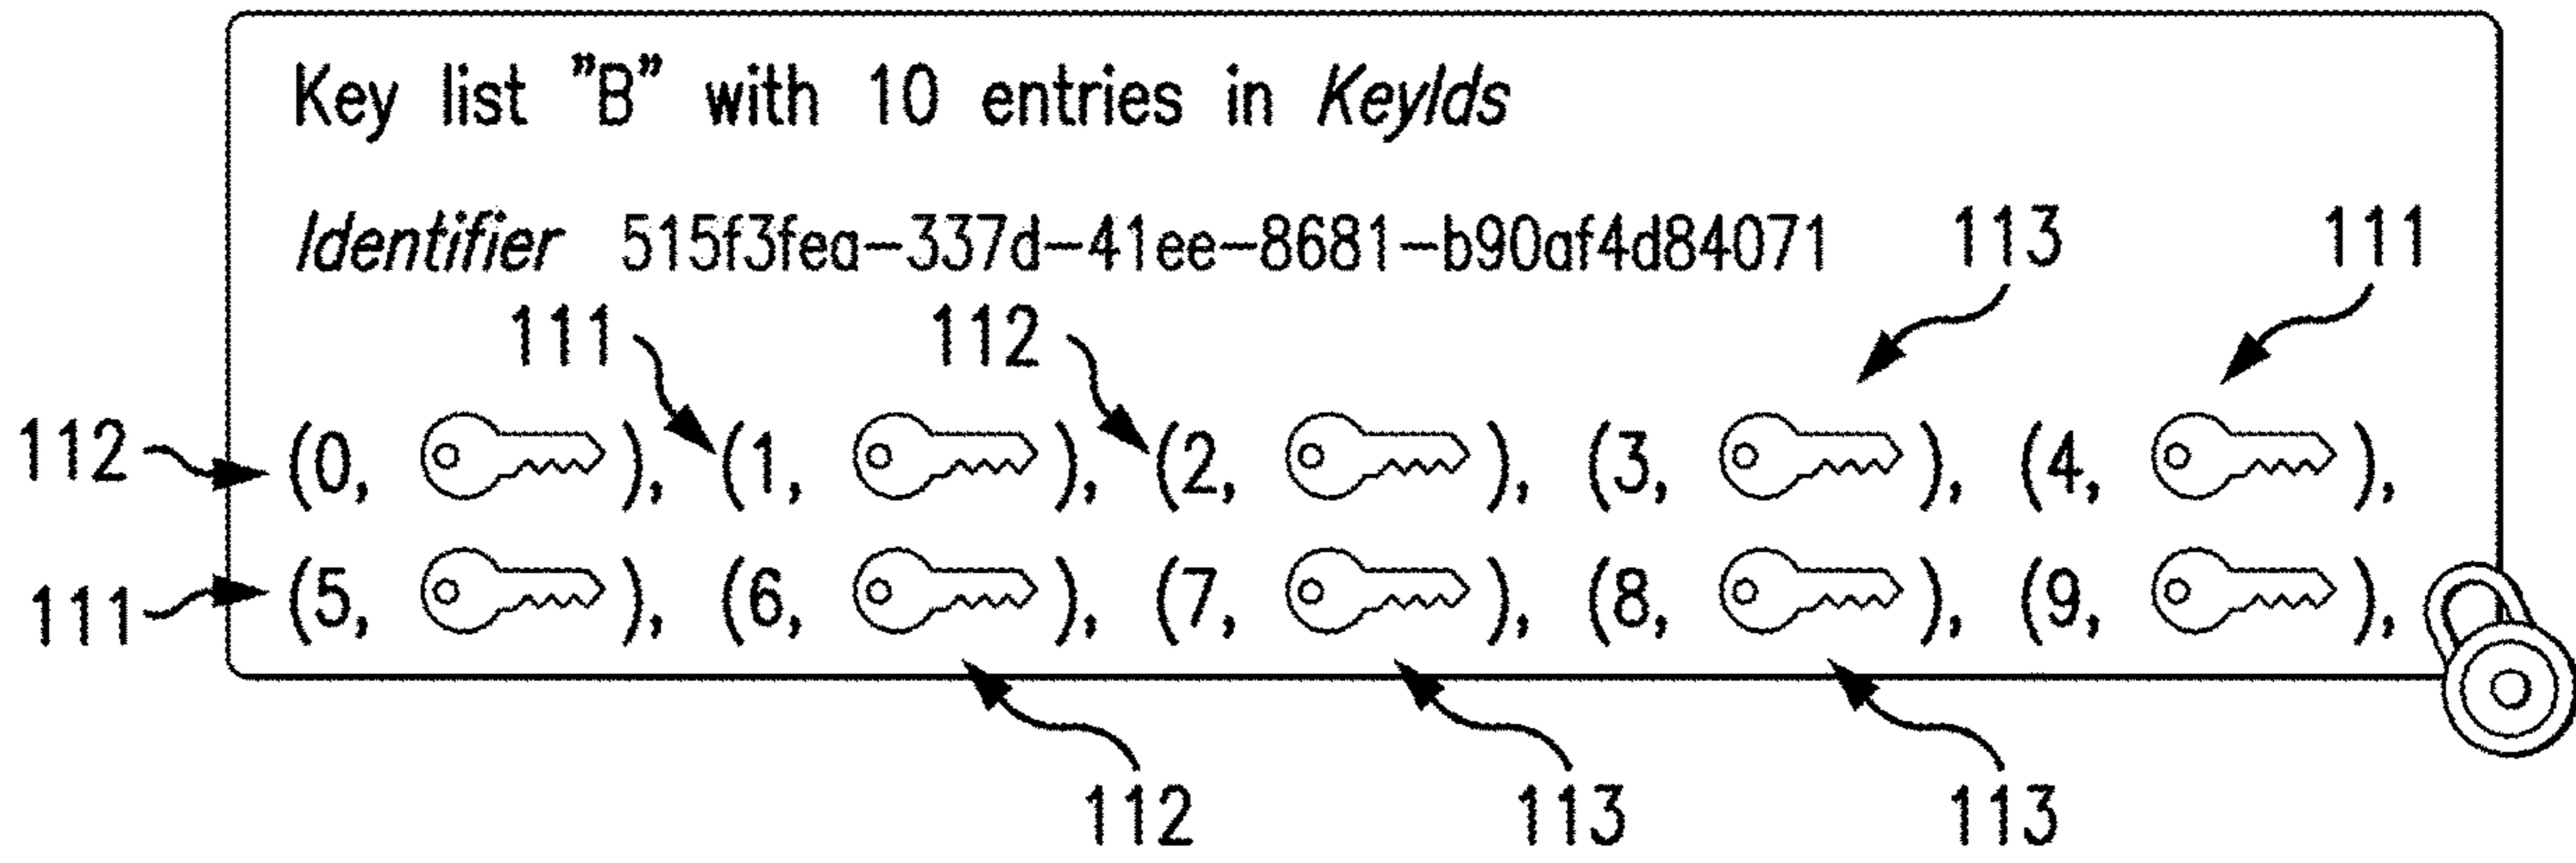 Key list "B" with 10 entries in KeyIds
Identifier 515f3fea-337d-41ee-8681-b90af4d84071 113 111
111 112
112 (0, ), (1, ), (2, ), (3, ), (4, ),
111 (5, ), (6, ), (7, ), (8, ), (9, ),
112 113 113